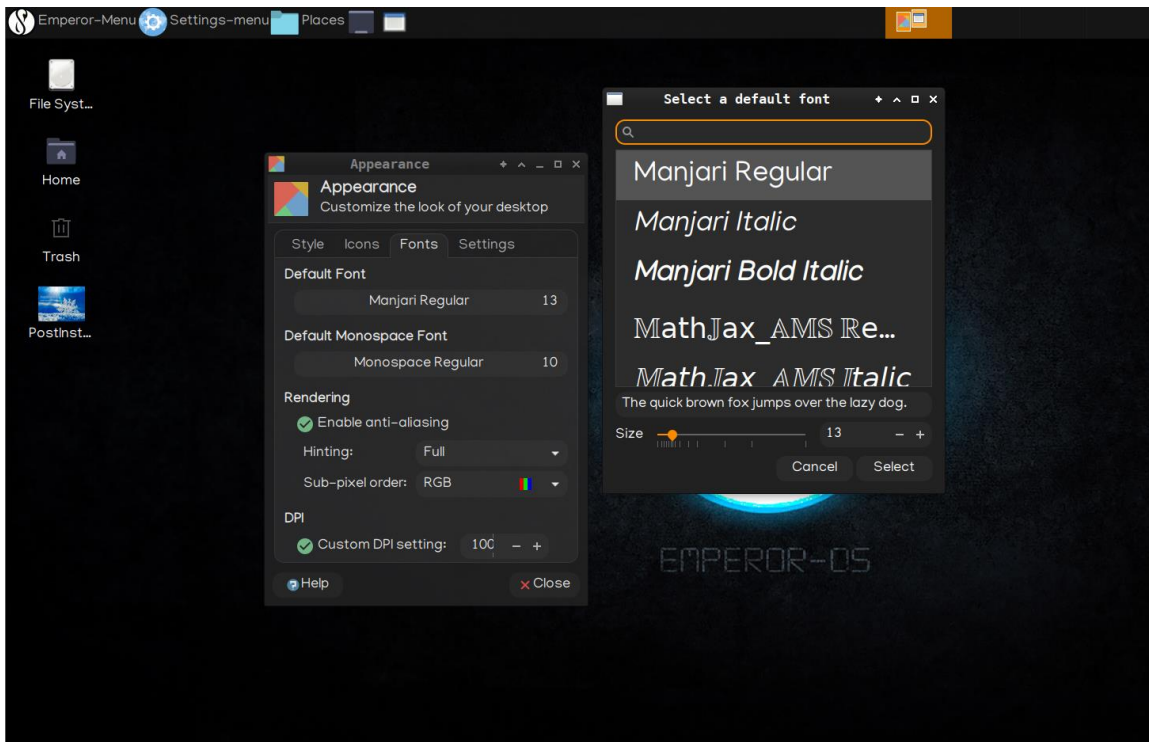 Emperor-Menu Settings-menu Places
File Syst...
Home
Trash
PostInst...
Appearance
Appearance
Customize the look of your desktop
Style Icons Fonts Settings
Default Font
Manjari Regular 13
Default Monospace Font
Monospace Regular 10
Rendering
Enable anti-aliasing
Hinting: Full
Sub-pixel order: RGB
DPI
Custom DPI setting: 100 - +
Help Close
Select a default font
Manjari Regular
Manjari Italic
Manjari Bold Italic
𝕄ath𝕁ax_𝔸𝕄𝕊 ℝe...
𝕄ath𝕁ax_𝔸𝕄𝕊 𝕀talic
The quick brown fox jumps over the lazy dog.
Size 13 - +
Cancel Select
EMPEROR-OS